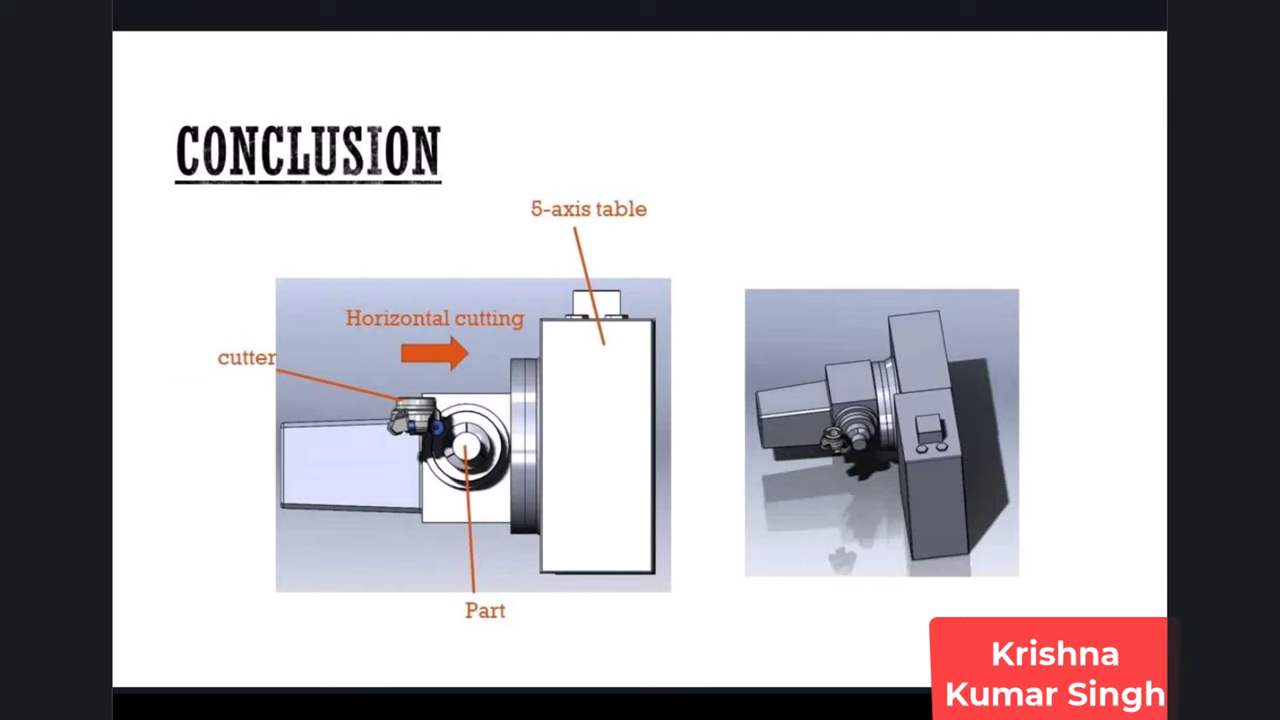 CONCLUSION
5-axis table
Horizontal cutting
cutter
Part
Krishna
Kumar Singh